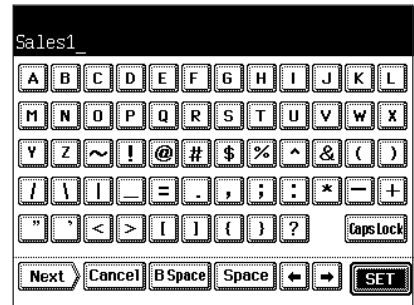 Sales1_
A B C D E F G H I J K L
M N O P Q R S T U V W X
Y Z ~ ! @ # $ % ^ & ( )
/ \ | _ = . , ; : * - +
" ' < > [ ] { } ? Caps Lock
Next Cancel B Space Space ← → SET